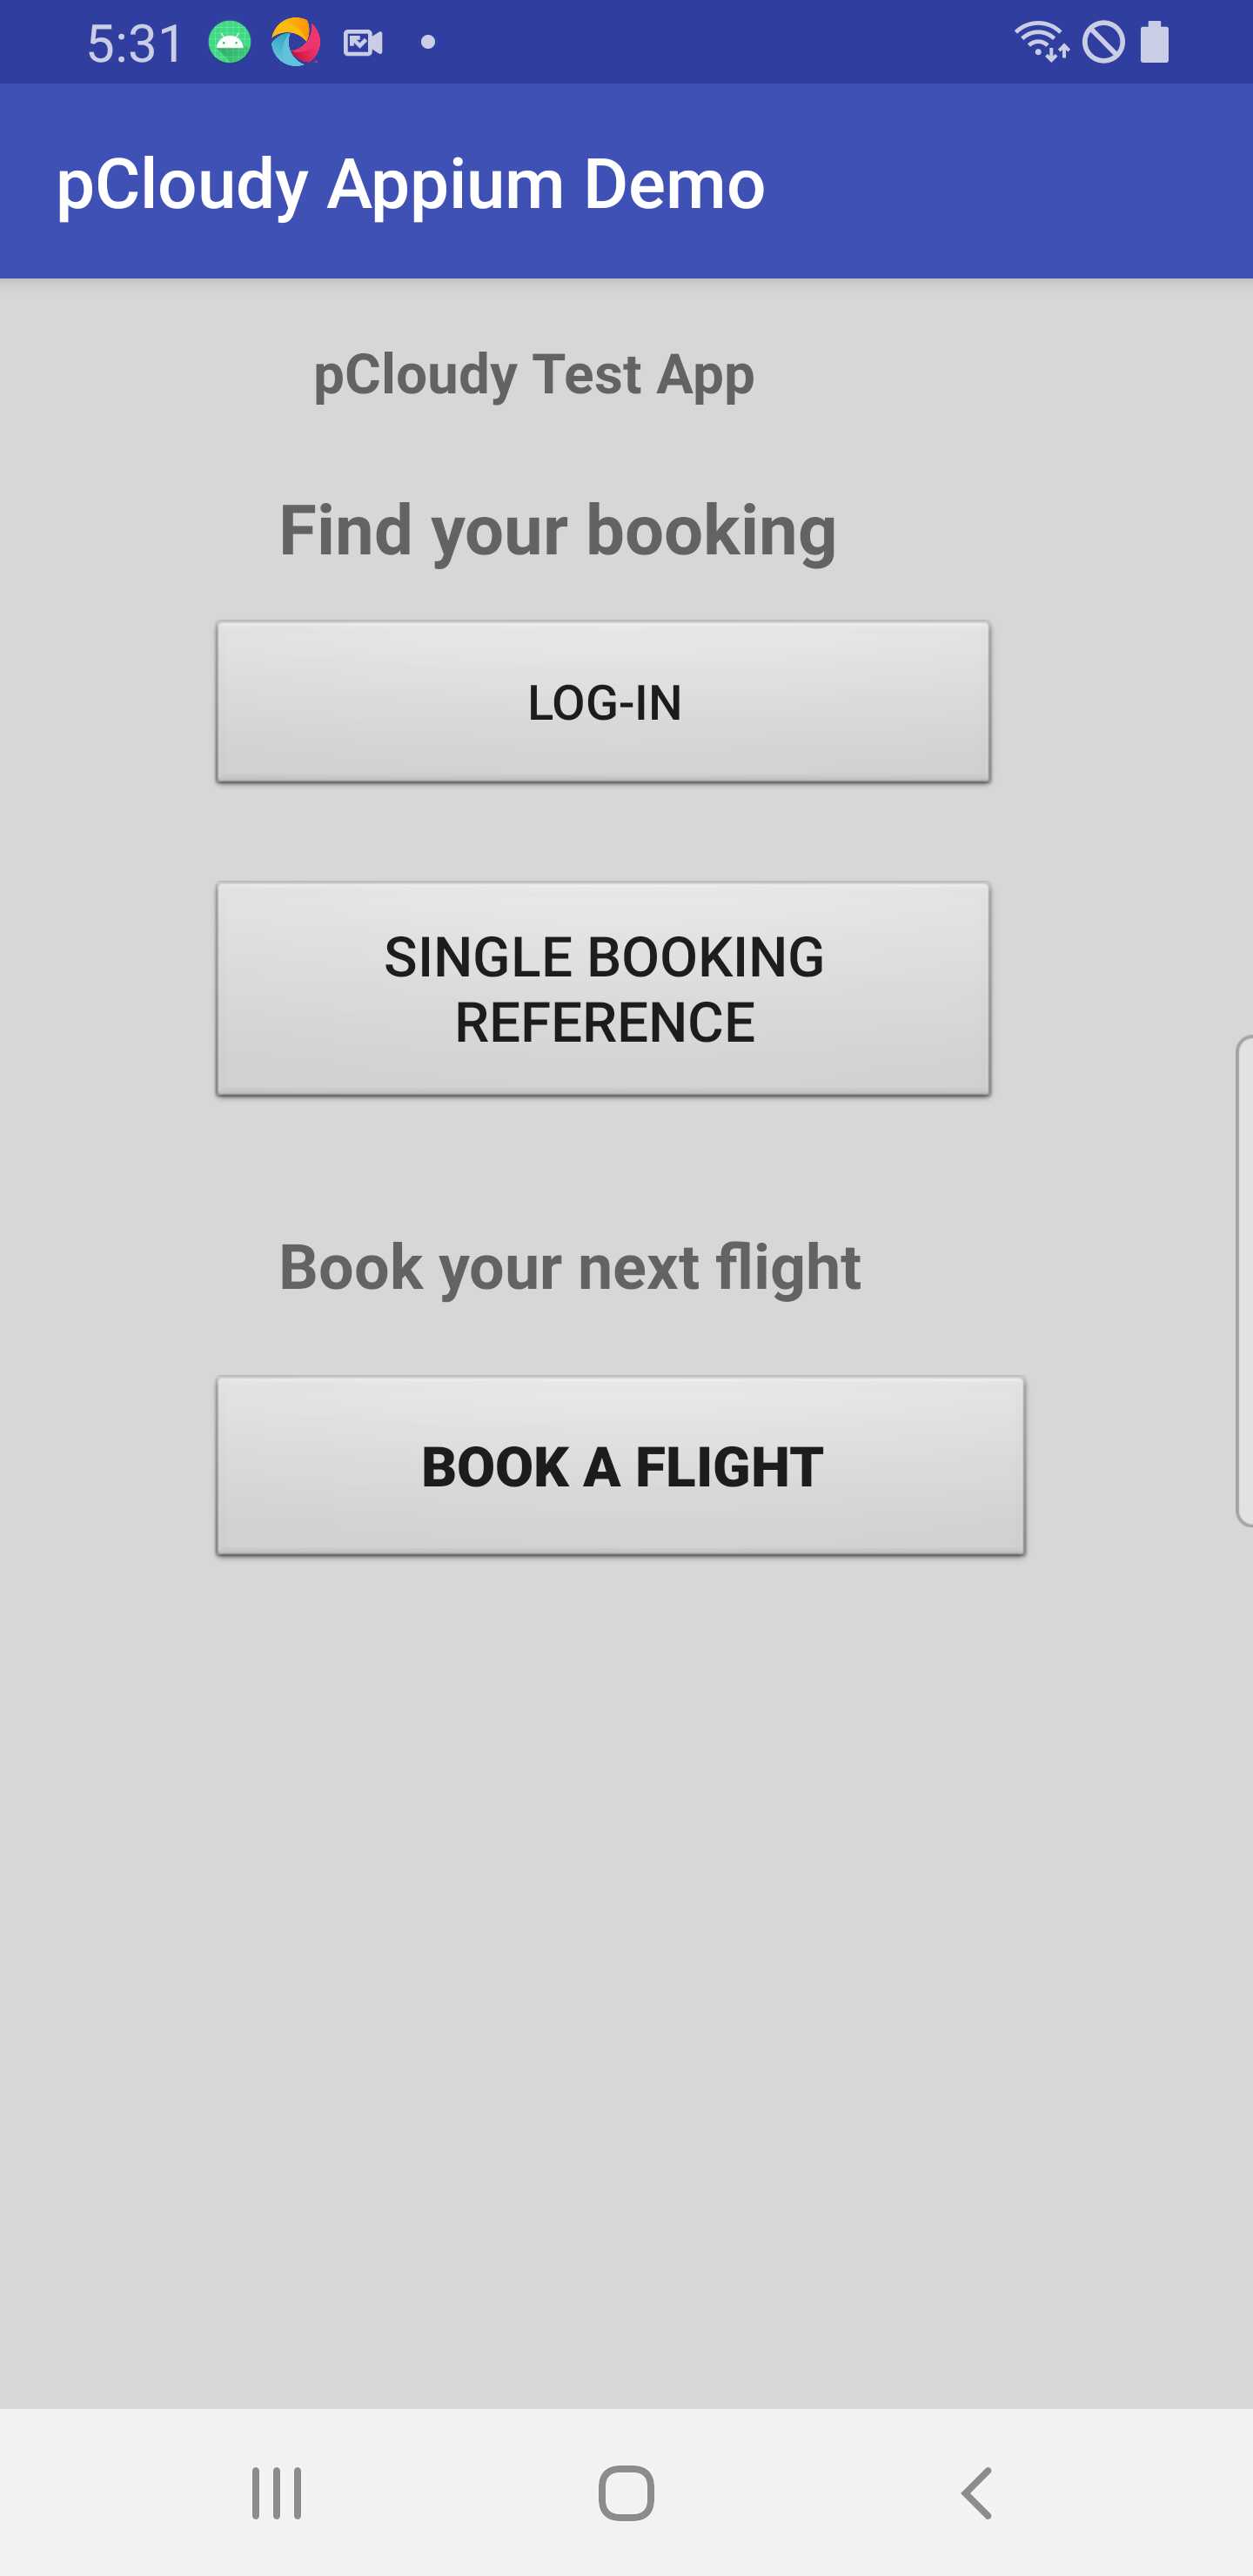 5:31
pCloudy Appium Demo
pCloudy Test App
Find your booking
LOG-IN
SINGLE BOOKING
REFERENCE
Book your next flight
BOOK A FLIGHT